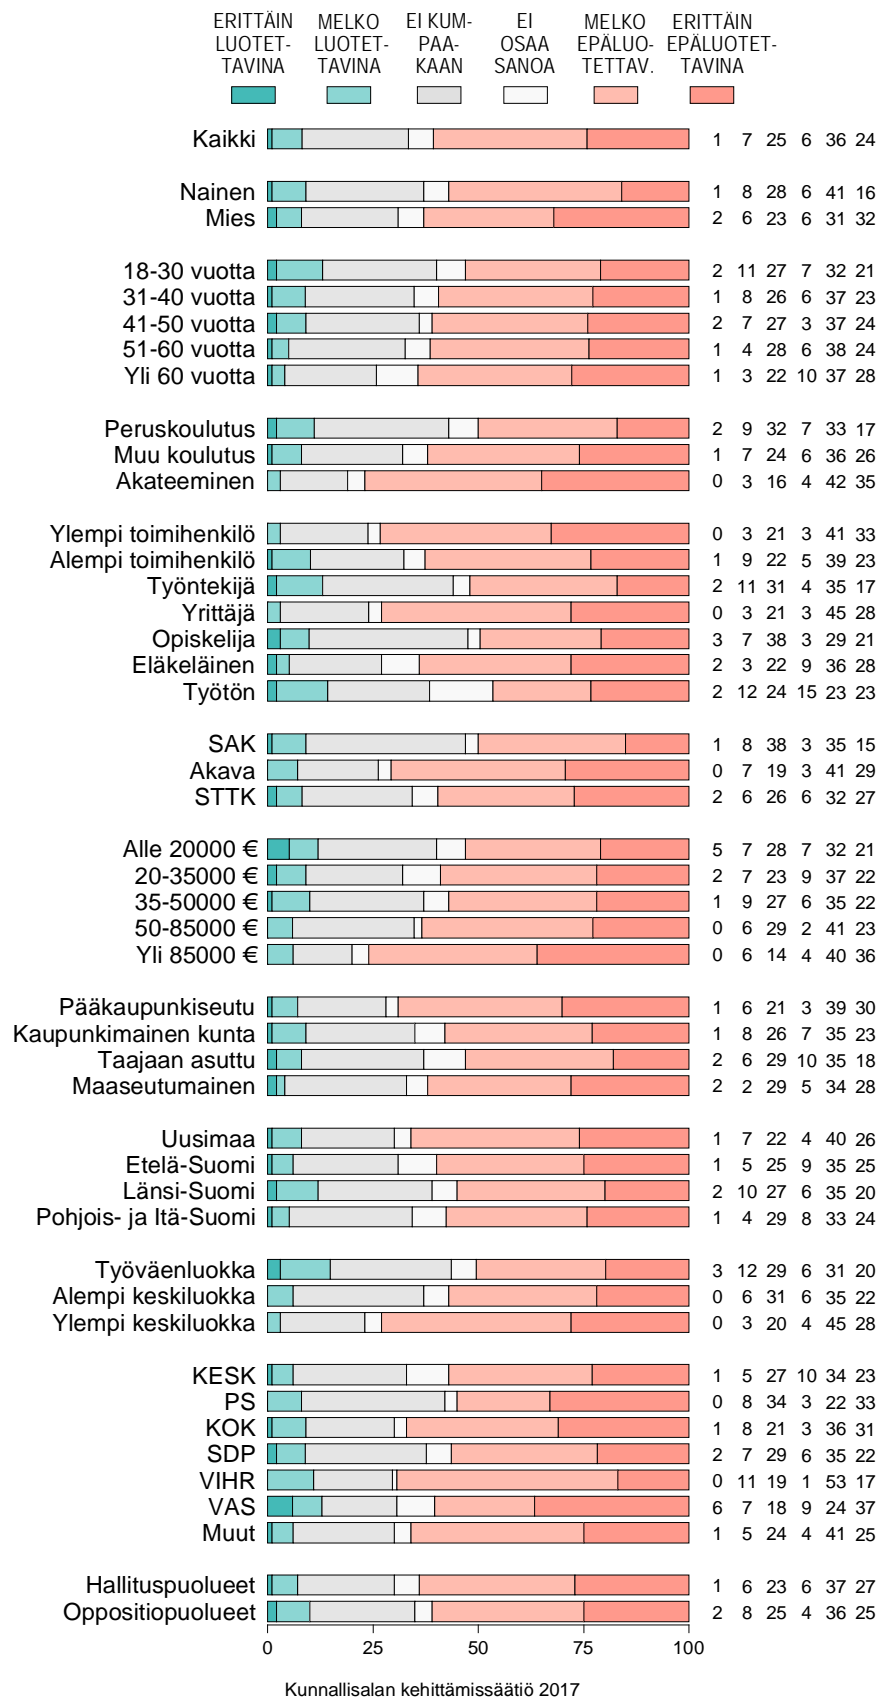 ERITTÄIN MELKO EI KUM- EI MELKO ERITTÄIN
LUOTET- LUOTET- PAA- OSAA EPÄLUO- EPÄLUOTET-
TAVINA TAVINA KAAN SANOA TETTAV. TAVINA
Kaikki 1 7 25 6 36 24
Nainen 1 8 28 6 41 16
Mies 2 6 23 6 31 32
18-30 vuotta 2 11 27 7 32 21
31-40 vuotta 1 8 26 6 37 23
41-50 vuotta 2 7 27 3 37 24
51-60 vuotta 1 4 28 6 38 24
Yli 60 vuotta 1 3 22 10 37 28
Peruskoulutus 2 9 32 7 33 17
Muu koulutus 1 7 24 6 36 26
Akateeminen 0 3 16 4 42 35
Ylempi toimihenkilö 0 3 21 3 41 33
Alempi toimihenkilö 1 9 22 5 39 23
Työntekijä 2 11 31 4 35 17
Yrittäjä 0 3 21 3 45 28
Opiskelija 3 7 38 3 29 21
Eläkeläinen 2 3 22 9 36 28
Työtön 2 12 24 15 23 23
SAK 1 8 38 3 35 15
Akava 0 7 19 3 41 29
STTK 2 6 26 6 32 27
Alle 20000 € 5 7 28 7 32 21
20-35000 € 2 7 23 9 37 22
35-50000 € 1 9 27 6 35 22
50-85000 € 0 6 29 2 41 23
Yli 85000 € 0 6 14 4 40 36
Pääkaupunkiseutu 1 6 21 3 39 30
Kaupunkimainen kunta 1 8 26 7 35 23
Taajaan asuttu 2 6 29 10 35 18
Maaseutumainen 2 2 29 5 34 28
Uusimaa 1 7 22 4 40 26
Etelä-Suomi 1 5 25 9 35 25
Länsi-Suomi 2 10 27 6 35 20
Pohjois- ja Itä-Suomi 1 4 29 8 33 24
Työväenluokka 3 12 29 6 31 20
Alempi keskiluokka 0 6 31 6 35 22
Ylempi keskiluokka 0 3 20 4 45 28
KESK 1 5 27 10 34 23
PS 0 8 34 3 22 33
KOK 1 8 21 3 36 31
SDP 2 7 29 6 35 22
VIHR 0 11 19 1 53 17
VAS 6 7 18 9 24 37
Muut 1 5 24 4 41 25
Hallituspuolueet 1 6 23 6 37 27
Oppositiopuolueet 2 8 25 4 36 25
0 25 50 75 100
Kunnallisalan kehittämissäätiö 2017